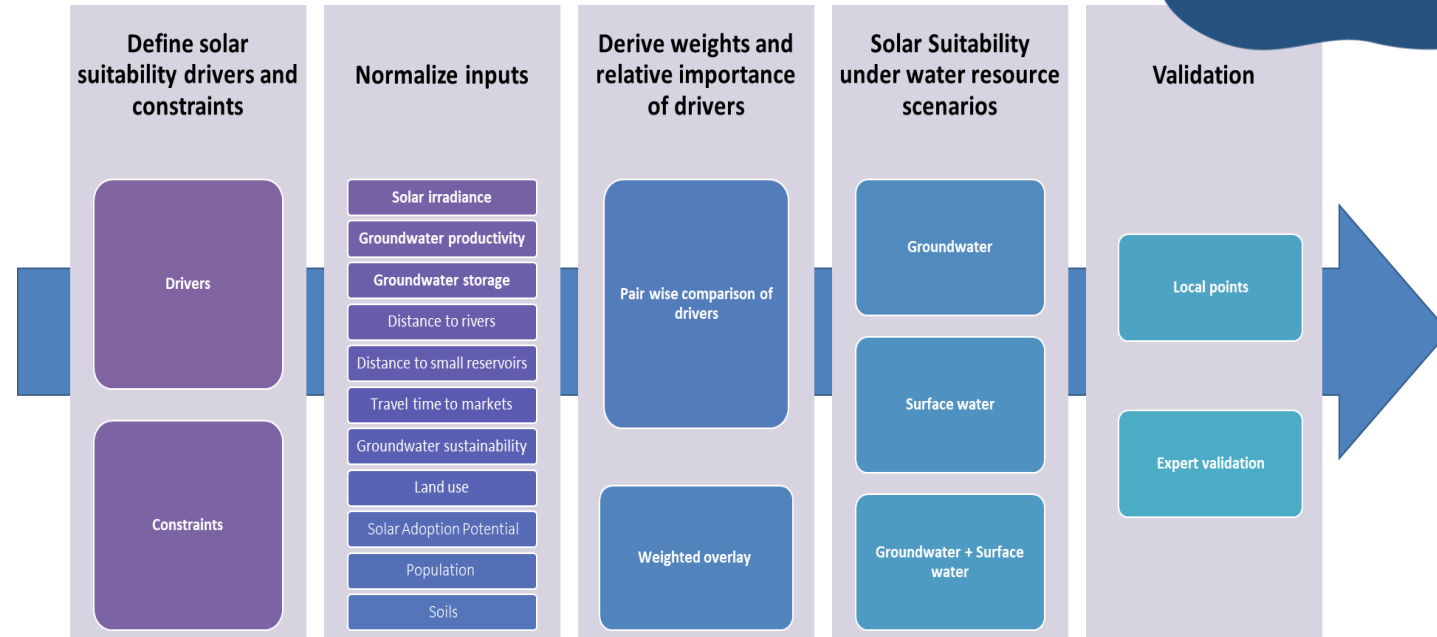 Define solar
suitability drivers and
constraints
Drivers
Constraints
Normalize inputs
Solar irradiance
Groundwater productivity
Groundwater storage
Distance to rivers
Distance to small reservoirs
Travel time to markets
Groundwater sustainability
Land use
Solar Adoption Potential
Population
Soils
Derive weights and
relative importance
of drivers
Pair wise comparison of
drivers
Weighted overlay
Solar Suitability
under water resource
scenarios
Groundwater
Surface water
Groundwater + Surface
water
Validation
Local points
Expert validation